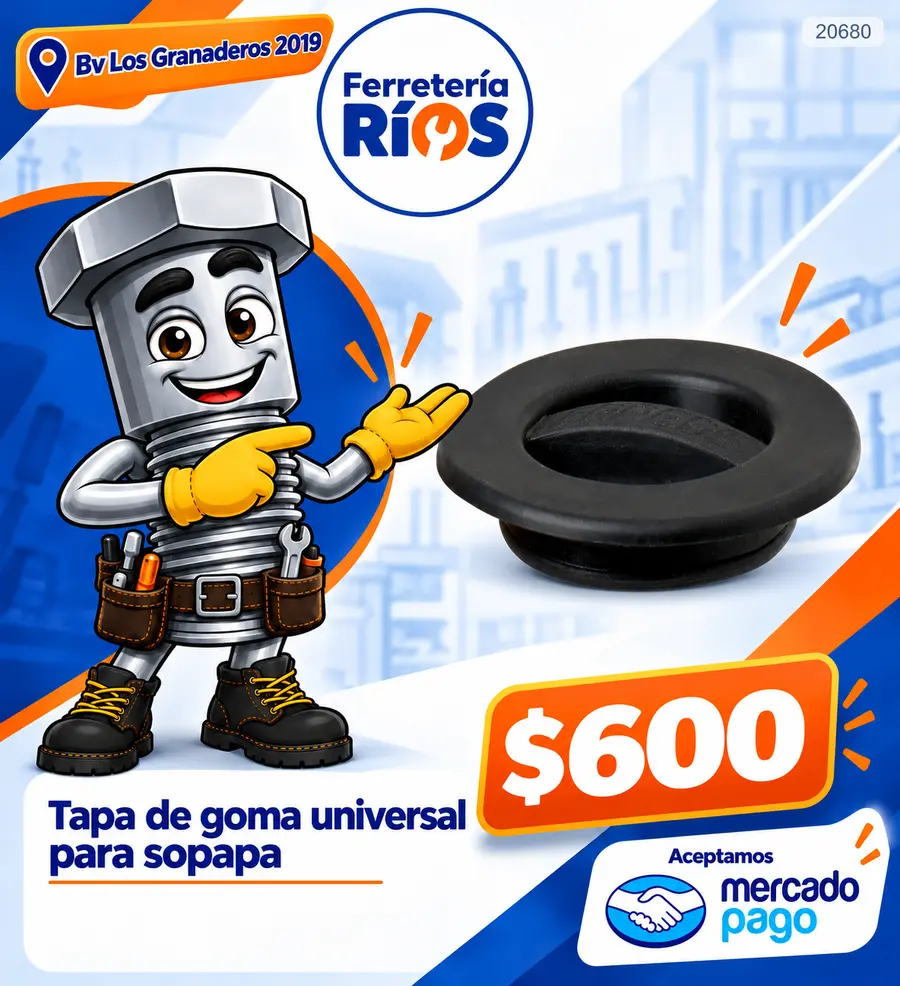 Bv Los Granaderos 2019
Ferretería
Ríos
20680
$600
Tapa de goma universal
para sopapa
Aceptamos
mercado
pago